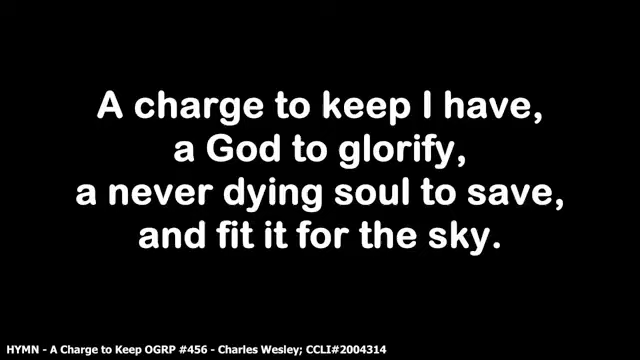 A charge to keep I have,
a God to glorify,
a never dying soul to save,
and fit it for the sky.
HYMN - A Charge to Keep OGRP #456 - Charles Wesley; CCLI#2004314